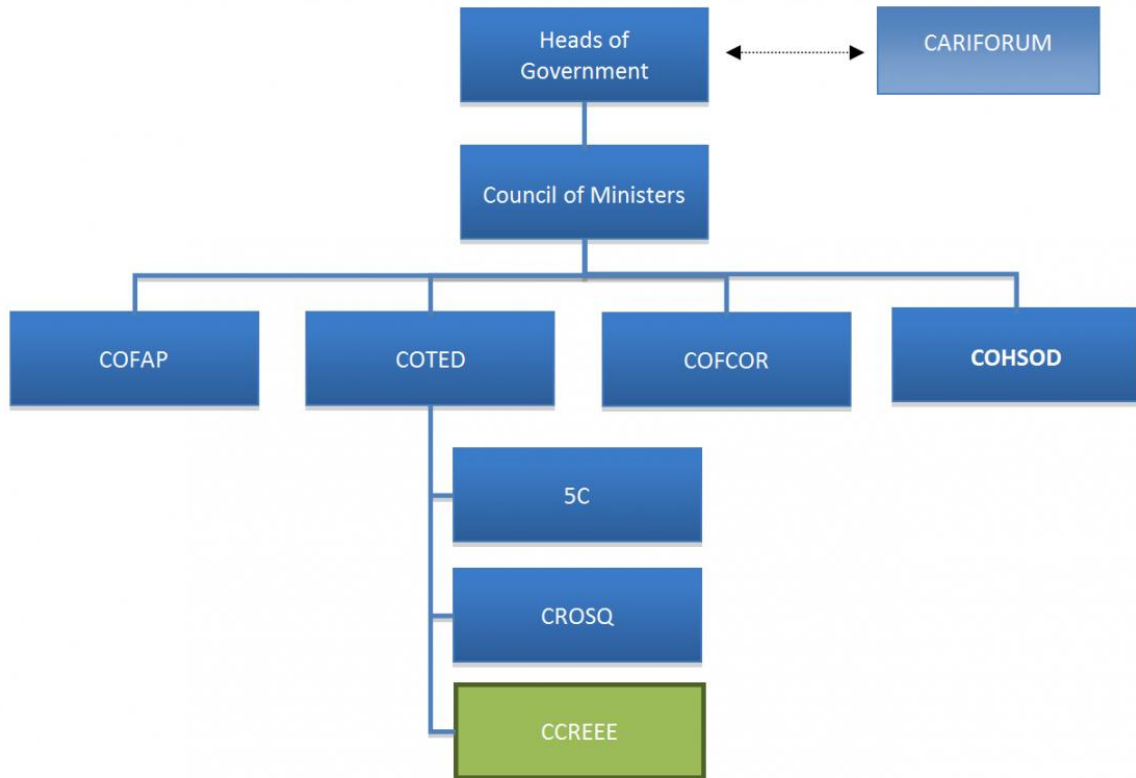 Heads of
Government
CARIFORUM
Council of Ministers
COFAP
COTED
COFCOR
COHSOD
5C
CROSQ
CCREEE